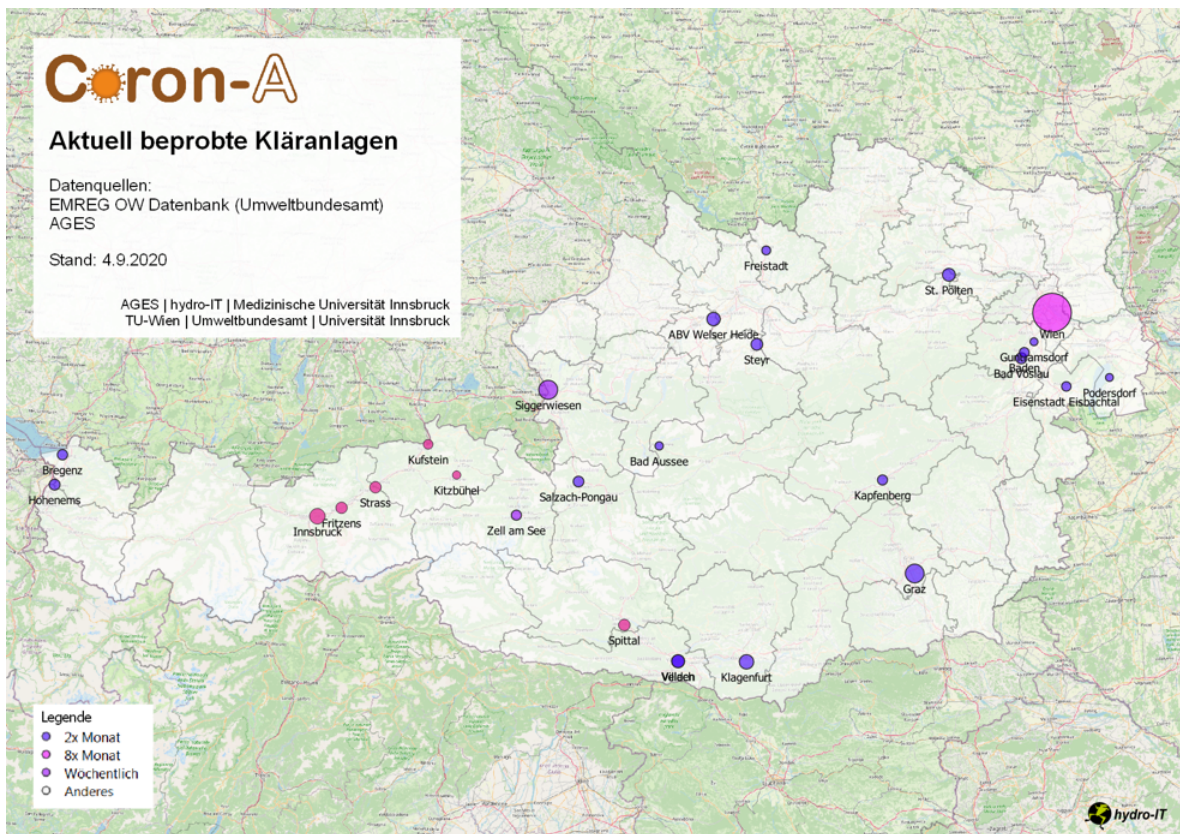 Coron-A
Aktuell beprobte Kläranlagen
Datenquellen:
EMREG OW Datenbank (Umweltbundesamt)
AGES
Stand: 4.9.2020
AGES | hydro-IT | Medizinische Universität Innsbruck
TU-Wien | Umweltbundesamt | Universität Innsbruck
Freistadt
St. Pölten
ABV Welser Heide
Wien
Steyr
Guntramsdorf
Baden
Bad Vöslau
Podersdorf
Eisenstadt Eisbachtal
Siggerwiesen
Kufstein
Bad Aussee
Bregenz
Kitzbühel
Hohenems
Strass
Salzach-Pongau
Kapfenberg
Fritzens
Innsbruck
Zell am See
Graz
Spittal
Klagenfurt
Legende
2x Monat
8x Monat
Wöchentlich
Anderes
hydro-IT